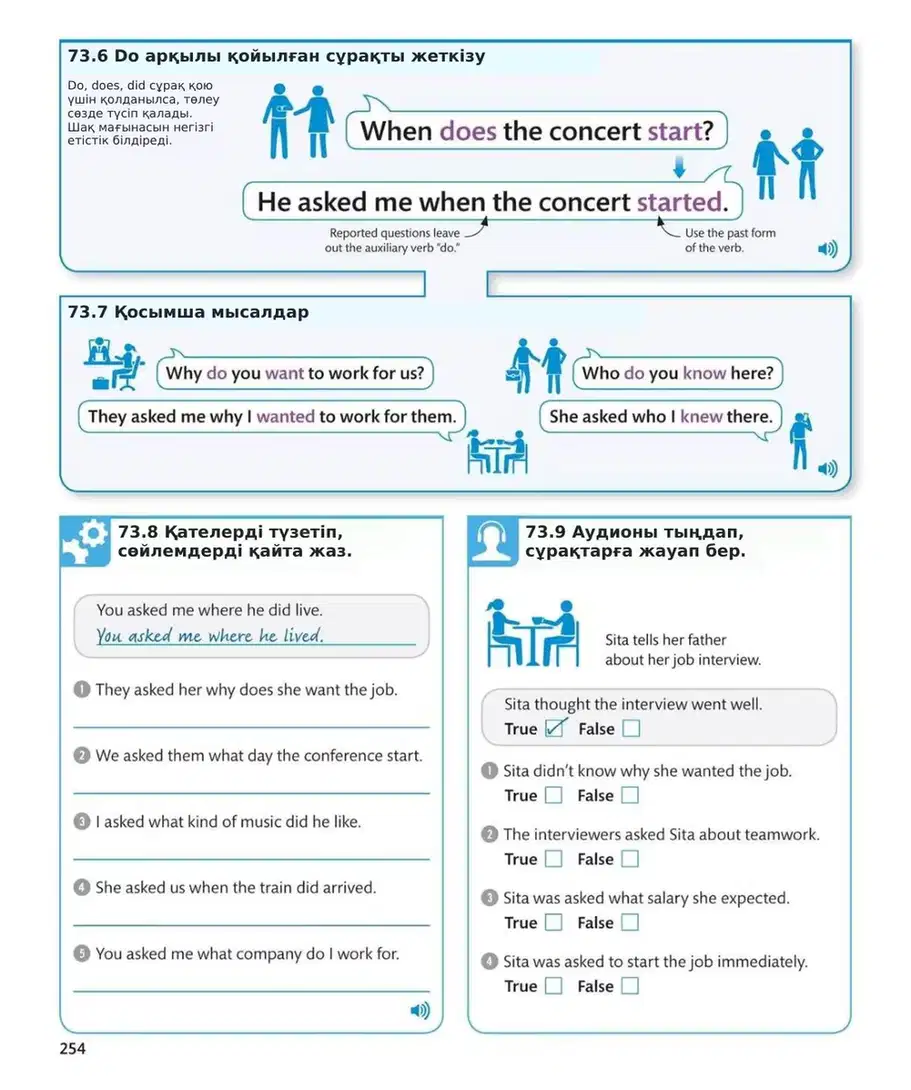 73.6 Do арқылы қойылған сұрақты жеткізу
Do, does, did сұрақ қою
үшін қолданылса, төлеу
сөзде түсіп қалады.
Шақ мағынасын негізгі
етістік білдіреді.
When does the concert start?
He asked me when the concert started.
Reported questions leave
out the auxiliary verb "do."
Use the past form
of the verb.
73.7 Қосымша мысалдар
Why do you want to work for us?
They asked me why I wanted to work for them.
Who do you know here?
She asked who I knew there.
73.8 Қателерді түзетіп,
сөйлемдерді қайта жаз.
You asked me where he did live.
You asked me where he lived.
1 They asked her why does she want the job.
2 We asked them what day the conference start.
3 I asked what kind of music did he like.
4 She asked us when the train did arrived.
5 You asked me what company do I work for.
73.9 Аудионы тыңдап,
сұрақтарға жауап бер.
Sita tells her father
about her job interview.
Sita thought the interview went well.
True False
1 Sita didn't know why she wanted the job.
True False
2 The interviewers asked Sita about teamwork.
True False
3 Sita was asked what salary she expected.
True False
4 Sita was asked to start the job immediately.
True False
254